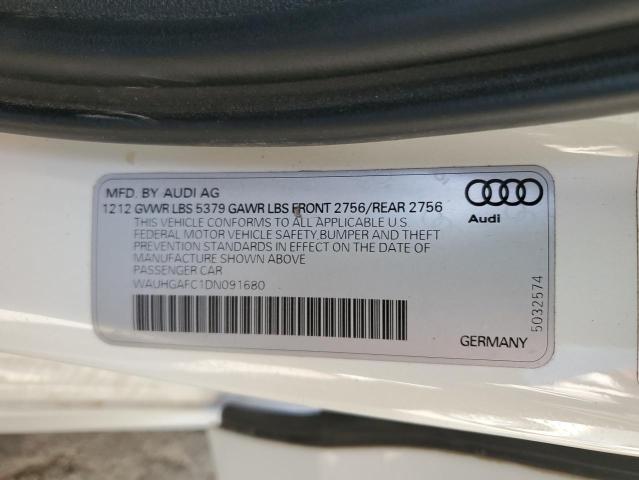 MFD. BY AUDI AG
1212 GVWR LBS 5379 GAWR LBS FRONT 2756/REAR 2756
THIS VEHICLE CONFORMS TO ALL APPLICABLE U S
FEDERAL MOTOR VEHICLE SAFETY,BUMPER AND THEFT
PREVENTION STANDARDS IN EFFECT ON THE DATE OF
MANUFACTURE SHOWN ABOVE
PASSENGER CAR
WAUHGAFC1DN091680
Audi
5032574
GERMANY